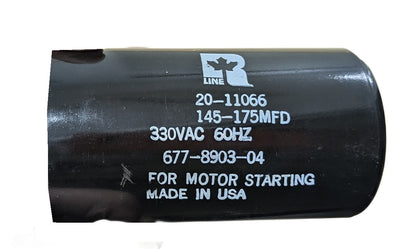 R
LINE
20-11066
145-175MFD
330VAC 60HZ
677-8903-04
FOR MOTOR STARTING
MADE IN USA